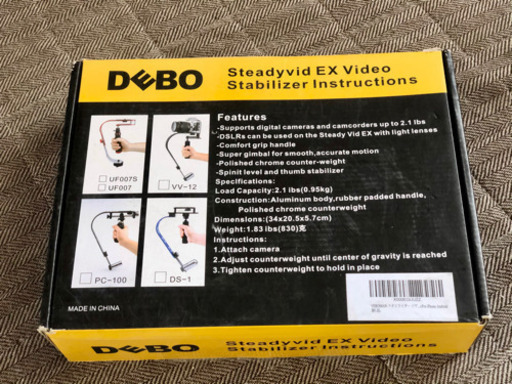 DEBO
Steadyvid EX Video
Stabilizer Instructions
Features
-Supports digital cameras and camcorders up to 2.1 lbs
-DSLRs can be used on the Steady Vid EX with light lenses
-Comfort grip handle
-Super gimbal for smooth,accurate motion
-Polished chrome counter-weight
-Spinit level and thumb stabilizer
Specifications:
Load Capacity:2.1lbs(0.95kg)
Construction:Aluminum body,rubber padded handle,
Polished chrome counterweight
Dimensions:(34x20.5x5.7cm)
Weight:1.83 lbs(830)克
Instructions:
1.Attach camera
2.Adjust counterweight until center of gravity is reached
3.Tighten counterweight to hold in place
UF007S
UF007
VV-12
PC-100
DS-1
MADE IN CHINA
DEBO
Steadyvid EX Video
Stabilizer Instructions